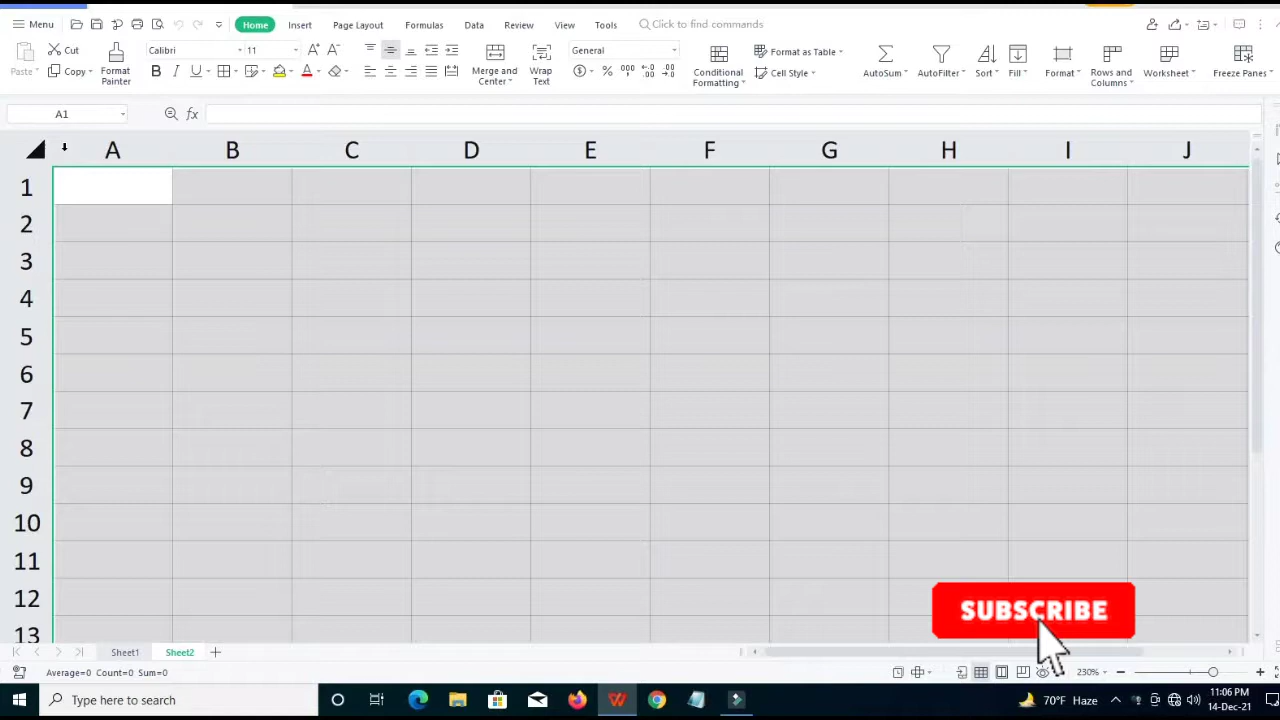 Menu Home Insert Page Layout Formulas Data Review View Tools Click to find commands
Paste Cut Copy Format Painter Calibri 11 A+ A- General Format as Table
B I U A Merge and Center Wrap Text % 000 Conditional Formatting Cell Style AutoSum AutoFilter Sort Fill Format Rows and Columns Worksheet Freeze Panes
A1 fx
A B C D E F G H I J
1
2
3
4
5
6
7
8
9
10
11
12
13
SUBSCRIBE
Sheet1 Sheet2
Average=0 Count=0 Sum=0 230%
Type here to search 70°F Haze 11:06 PM
14-Dec-21